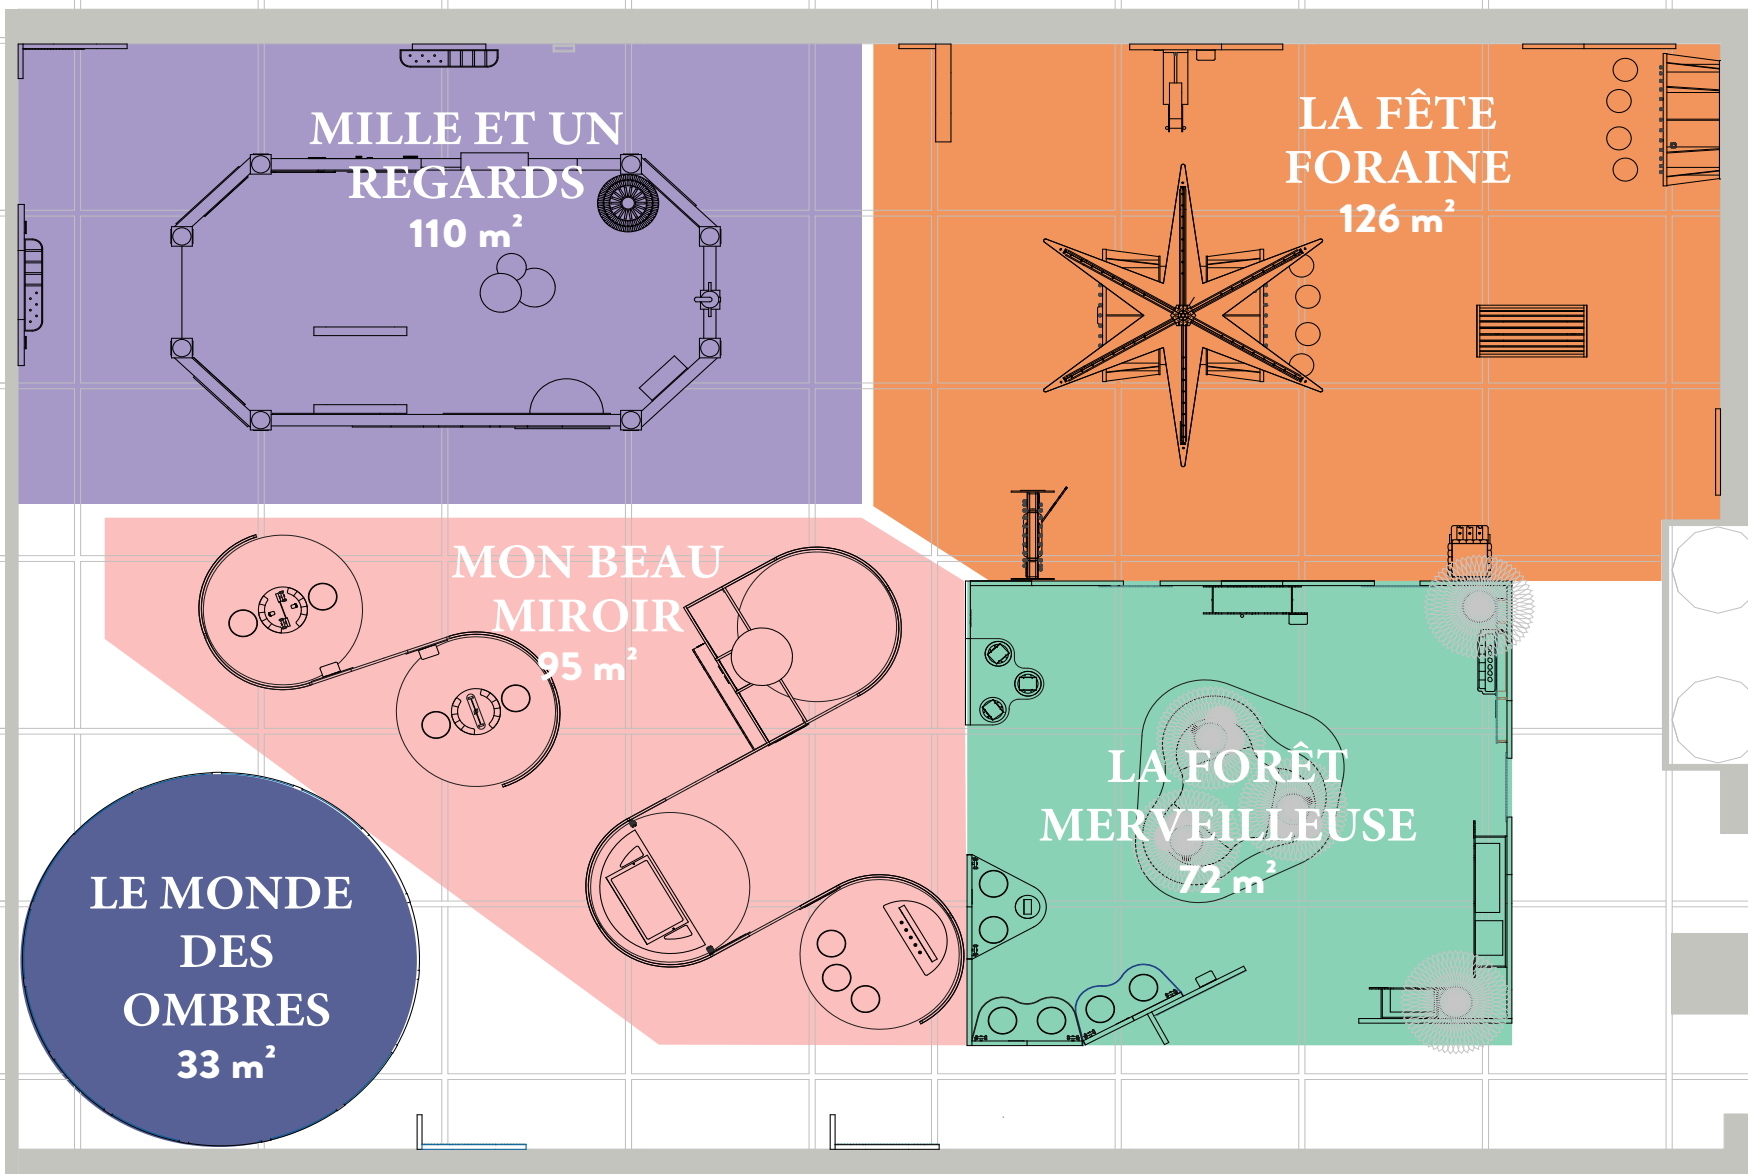 MILLE ET UN
REGARDS
110 m²
LA FÊTE
FORAINE
126 m²
MON BEAU
MIROIR
95 m²
LA FORÊT
MERVEILLEUSE
72 m²
LE MONDE
DES
OMBRES
33 m²